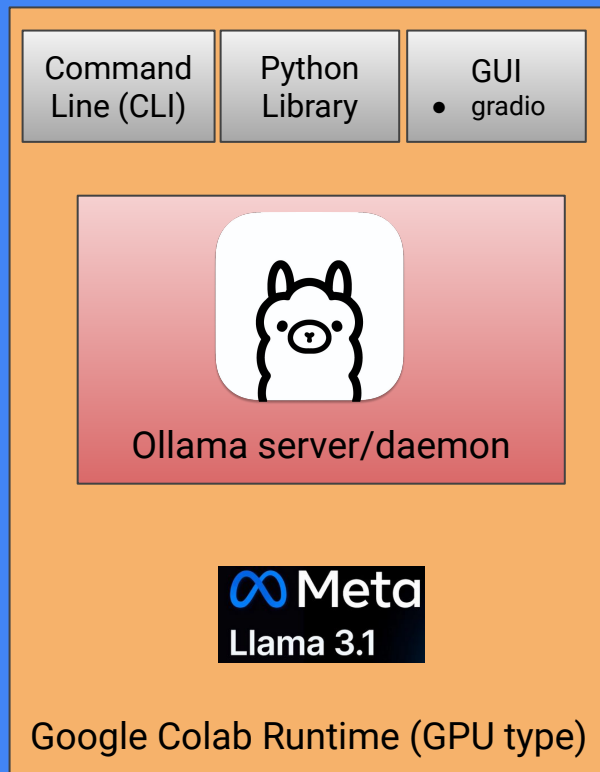 Command
Line (CLI)
Python
Library
GUI
● gradio
Ollama server/daemon
Meta
Llama 3.1
Google Colab Runtime (GPU type)